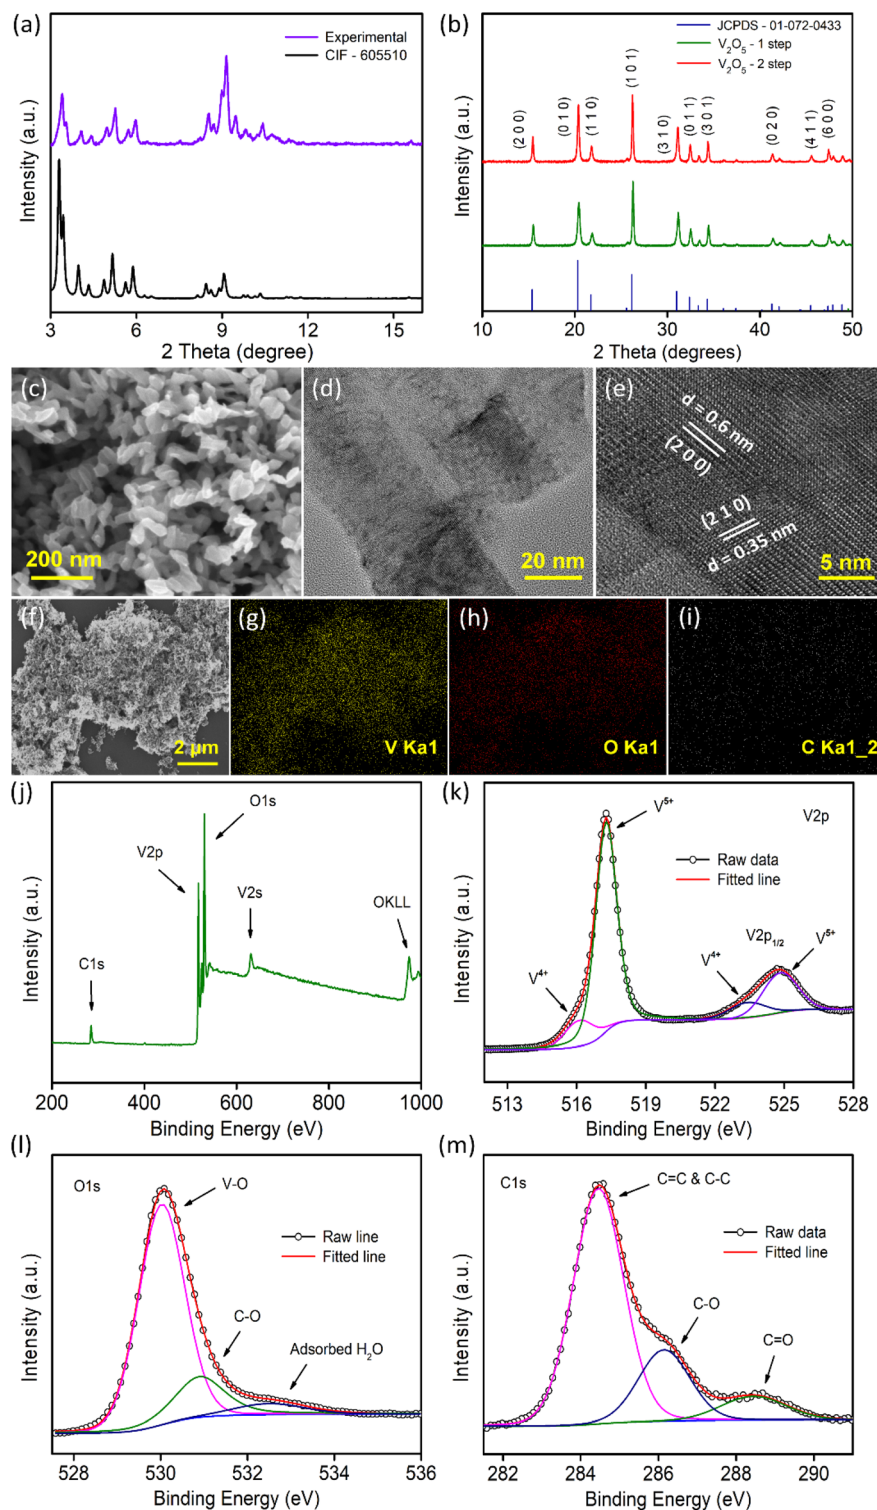 (a)
Experimental
CIF - 605510
Intensity (a.u.)
3 6 9 12 15
2 Theta (degree)
(b)
JCPDS - 01-072-0433
V₂O₅ - 1 step
V₂O₅ - 2 step
(2 0 0)
(0 1 0)
(1 1 0)
(1 0 1)
(3 1 0)
(0 1 1)
(3 0 1)
(0 2 0)
(4 1 1)
(6 0 0)
Intensity (a.u.)
10 20 30 40 50
2 Theta (degrees)
(c)
200 nm
(d)
20 nm
(e)
d = 0.6 nm
(2 0 0)
(2 1 0)
d = 0.35 nm
5 nm
(f)
2 µm
(g)
V Ka1
(h)
O Ka1
(i)
C Ka1_2
(j)
O1s
V2p
V2s
OKLL
C1s
Intensity (a.u.)
200 400 600 800 1000
Binding Energy (eV)
(k)
V⁵⁺
V2p
Raw data
Fitted line
V2p₁/₂
V⁴⁺
V⁴⁺
V⁵⁺
Intensity (a.u.)
513 516 519 522 525 528
Binding Energy (eV)
(l)
O1s
V-O
Raw line
Fitted line
C-O
Adsorbed H₂O
Intensity (a.u.)
528 530 532 534 536
Binding Energy (eV)
(m)
C1s
C=C & C-C
Raw data
Fitted line
C-O
C=O
Intensity (a.u.)
282 284 286 288 290
Binding Energy (eV)